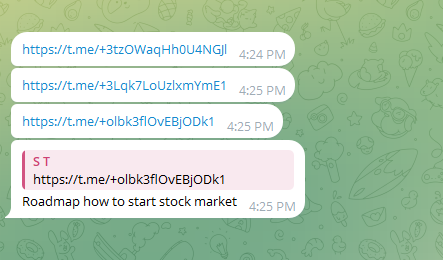 https://t.me/+3tzOWaqHh0U4NGJl
4:24 PM
https://t.me/+3Lqk7LoUzlxmYmE1
4:25 PM
https://t.me/+olbk3flOvEBjODk1
4:25 PM
S T
https://t.me/+olbk3flOvEBjODk1
Roadmap how to start stock market
4:25 PM